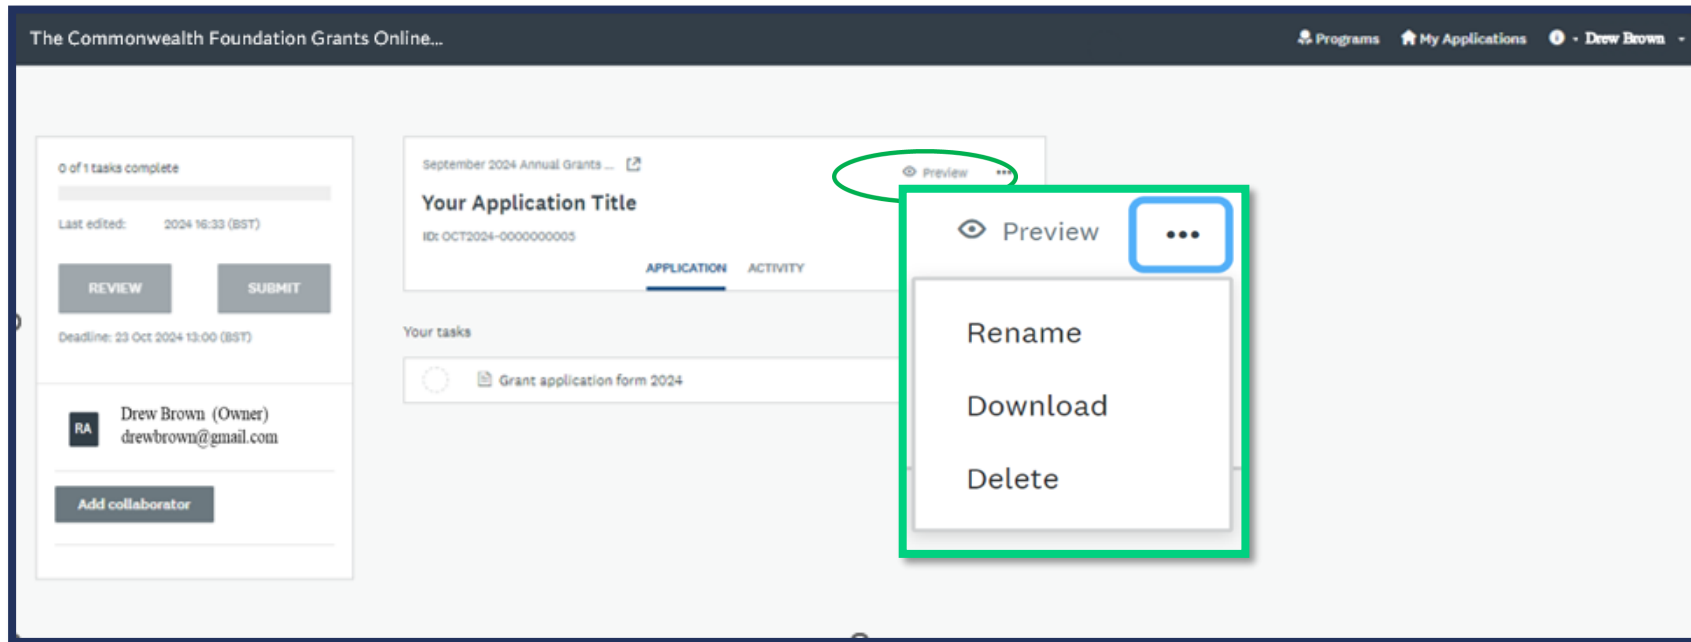 The Commonwealth Foundation Grants Online...
Programs
My Applications
Drew Brown
0 of 1 tasks complete
Last edited: 2024 16:33 (BST)
REVIEW
SUBMIT
Deadline: 23 Oct 2024 13:00 (BST)
RA
Drew Brown (Owner)
drewbrown@gmail.com
Add collaborator
September 2024 Annual Grants ...
Preview ...
Your Application Title
ID: OCT2024-0000000005
APPLICATION
ACTIVITY
Your tasks
Grant application form 2024
Preview ...
Rename
Download
Delete